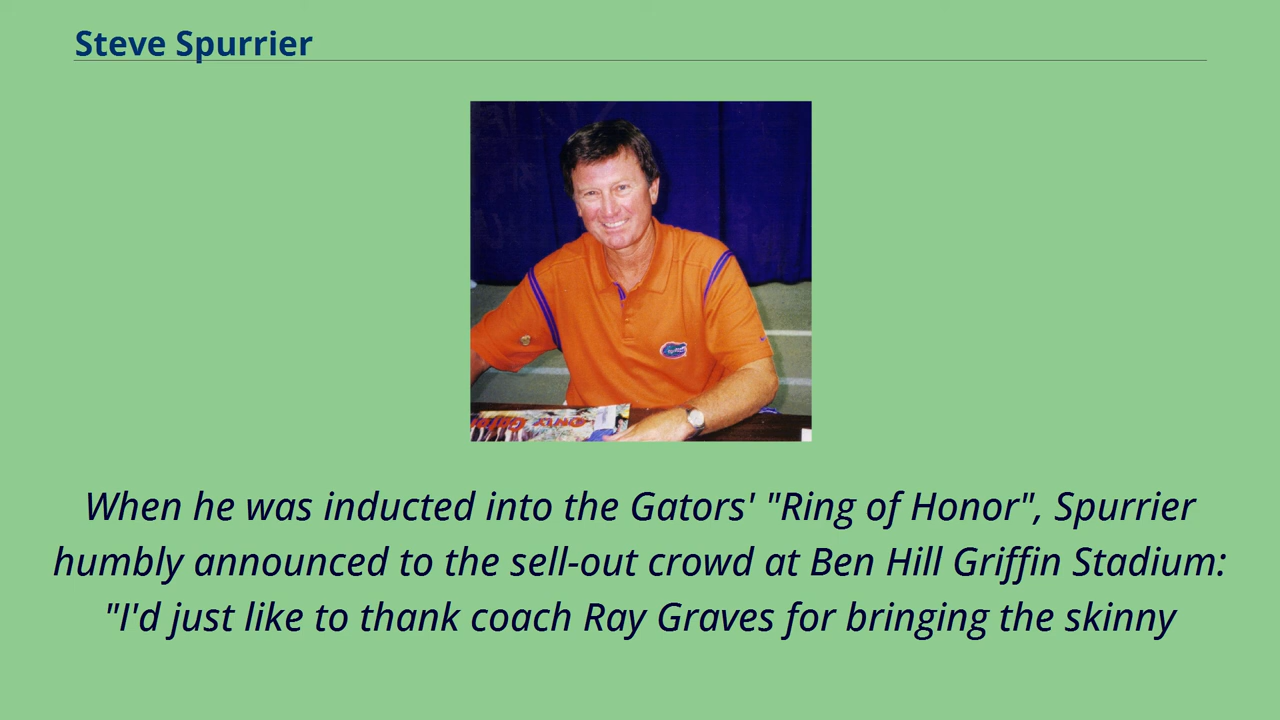 Steve Spurrier
When he was inducted into the Gators' "Ring of Honor", Spurrier
humbly announced to the sell-out crowd at Ben Hill Griffin Stadium:
"I'd just like to thank coach Ray Graves for bringing the skinny